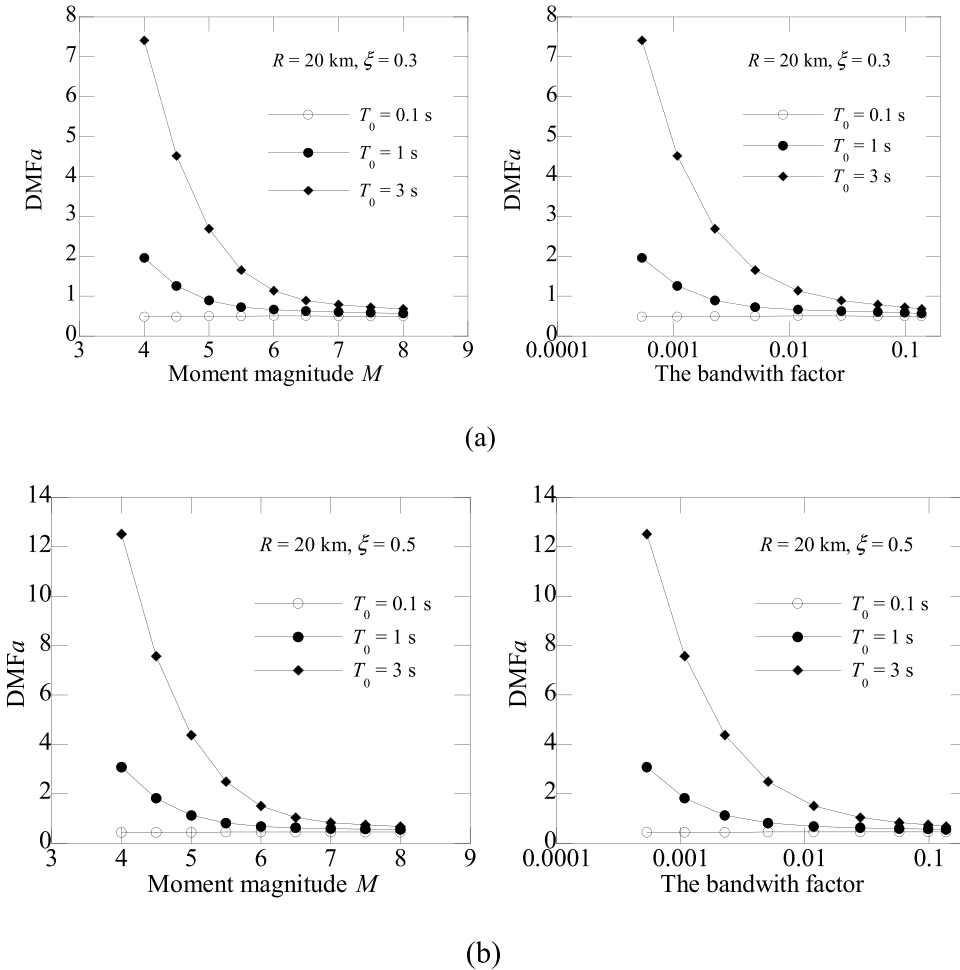 8
7
6
5
4
3
2
1
0
DMFa
R = 20 km, ξ = 0.3
T0 = 0.1 s
T0 = 1 s
T0 = 3 s
3 4 5 6 7 8 9
Moment magnitude M
8
7
6
5
4
3
2
1
0
DMFa
R = 20 km, ξ = 0.3
T0 = 0.1 s
T0 = 1 s
T0 = 3 s
0.0001 0.001 0.01 0.1
The bandwith factor
(a)
14
12
10
8
6
4
2
0
DMFa
R = 20 km, ξ = 0.5
T0 = 0.1 s
T0 = 1 s
T0 = 3 s
3 4 5 6 7 8 9
Moment magnitude M
14
12
10
8
6
4
2
0
DMFa
R = 20 km, ξ = 0.5
T0 = 0.1 s
T0 = 1 s
T0 = 3 s
0.0001 0.001 0.01 0.1
The bandwith factor
(b)